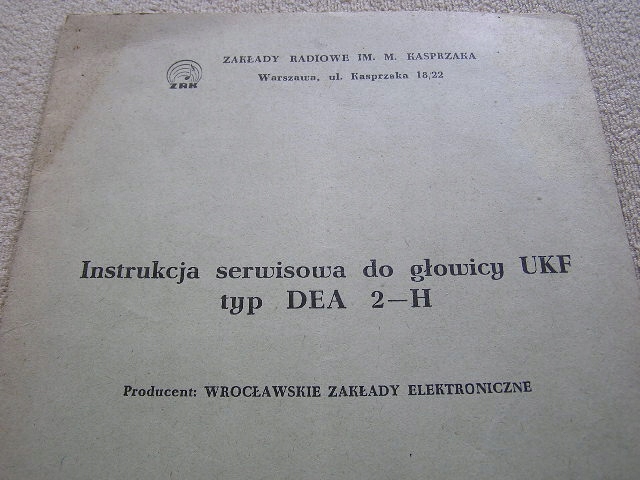 ZAKŁADY RADIOWE IM. M. KASPRZAKA
Warszawa, ul. Kasprzaka 18/22
ZRK
Instrukcja serwisowa do głowicy UKF
typ DEA 2—H
Producent: WROCŁAWSKIE ZAKŁADY ELEKTRONICZNE